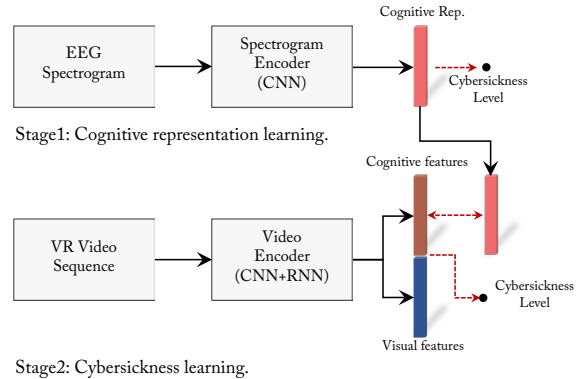 Cognitive Rep.
EEG
Spectrogram
Spectrogram
Encoder
(CNN)
Cybersickness
Level
Stage1: Cognitive representation learning.
Cognitive features
VR Video
Sequence
Video
Encoder
(CNN+RNN)
Cybersickness
Level
Visual features
Stage2: Cybersickness learning.